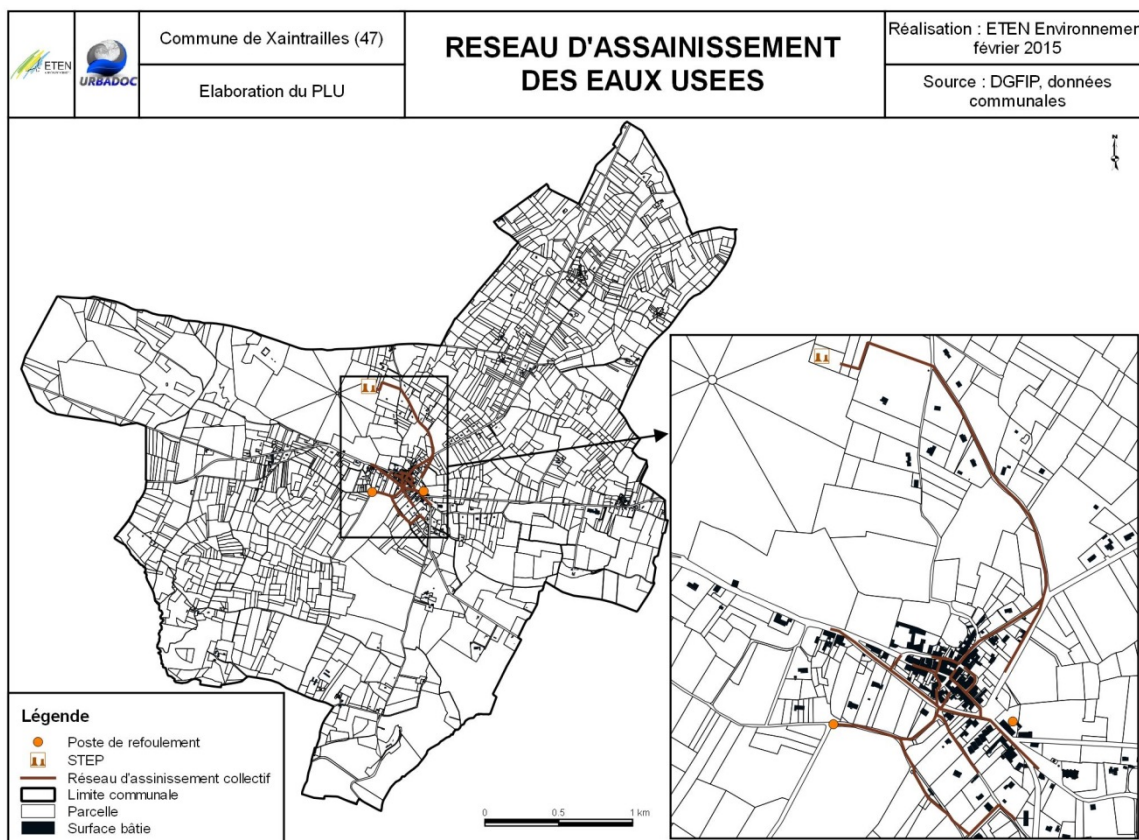 ETEN
URBADOC
Commune de Xaintrailles (47)
Elaboration du PLU
RESEAU D'ASSAINISSEMENT
DES EAUX USEES
Réalisation : ETEN Environnemen
février 2015
Source : DGFIP, données
communales
N
Légende
Poste de refoulement
STEP
Réseau d'assinissement collectif
Limite communale
Parcelle
Surface bâtie
0 0.5 1 km